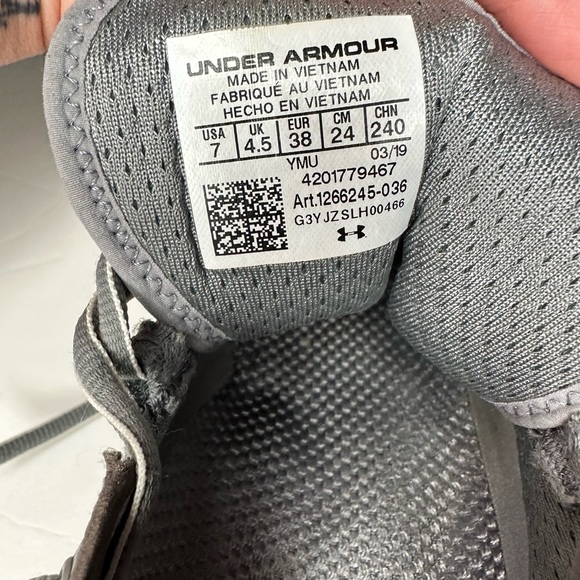 UNDER ARMOUR
MADE IN VIETNAM
FABRIQUÉ AU VIETNAM
HECHO EN VIETNAM
USA UK EUR CM CHN
7 4.5 38 24 240
YMU 03/19
4201779467
Art.1266245-036
G3YJZSLH00466